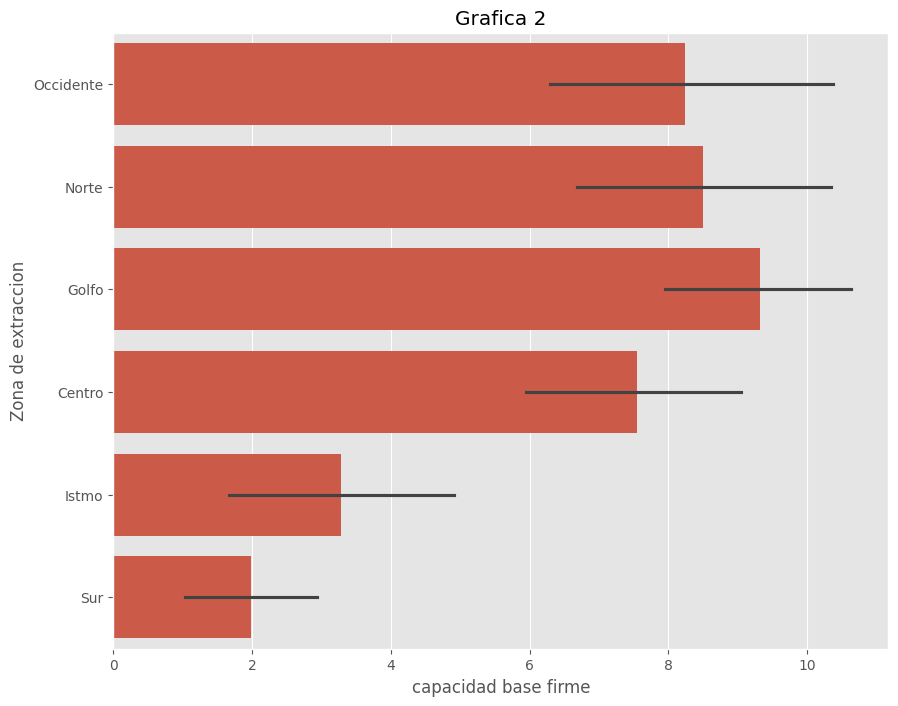 Grafica 2
Zona de extraccion
Occidente
Norte
Golfo
Centro
Istmo
Sur
0 2 4 6 8 10
capacidad base firme